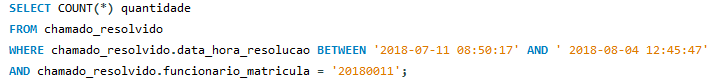 SELECT COUNT(*) quantidade
FROM chamado_resolvido
WHERE chamado_resolvido.data_hora_resolucao BETWEEN '2018-07-11 08:50:17' AND ' 2018-08-04 12:45:47'
AND chamado_resolvido.funcionario_matricula = '20180011';